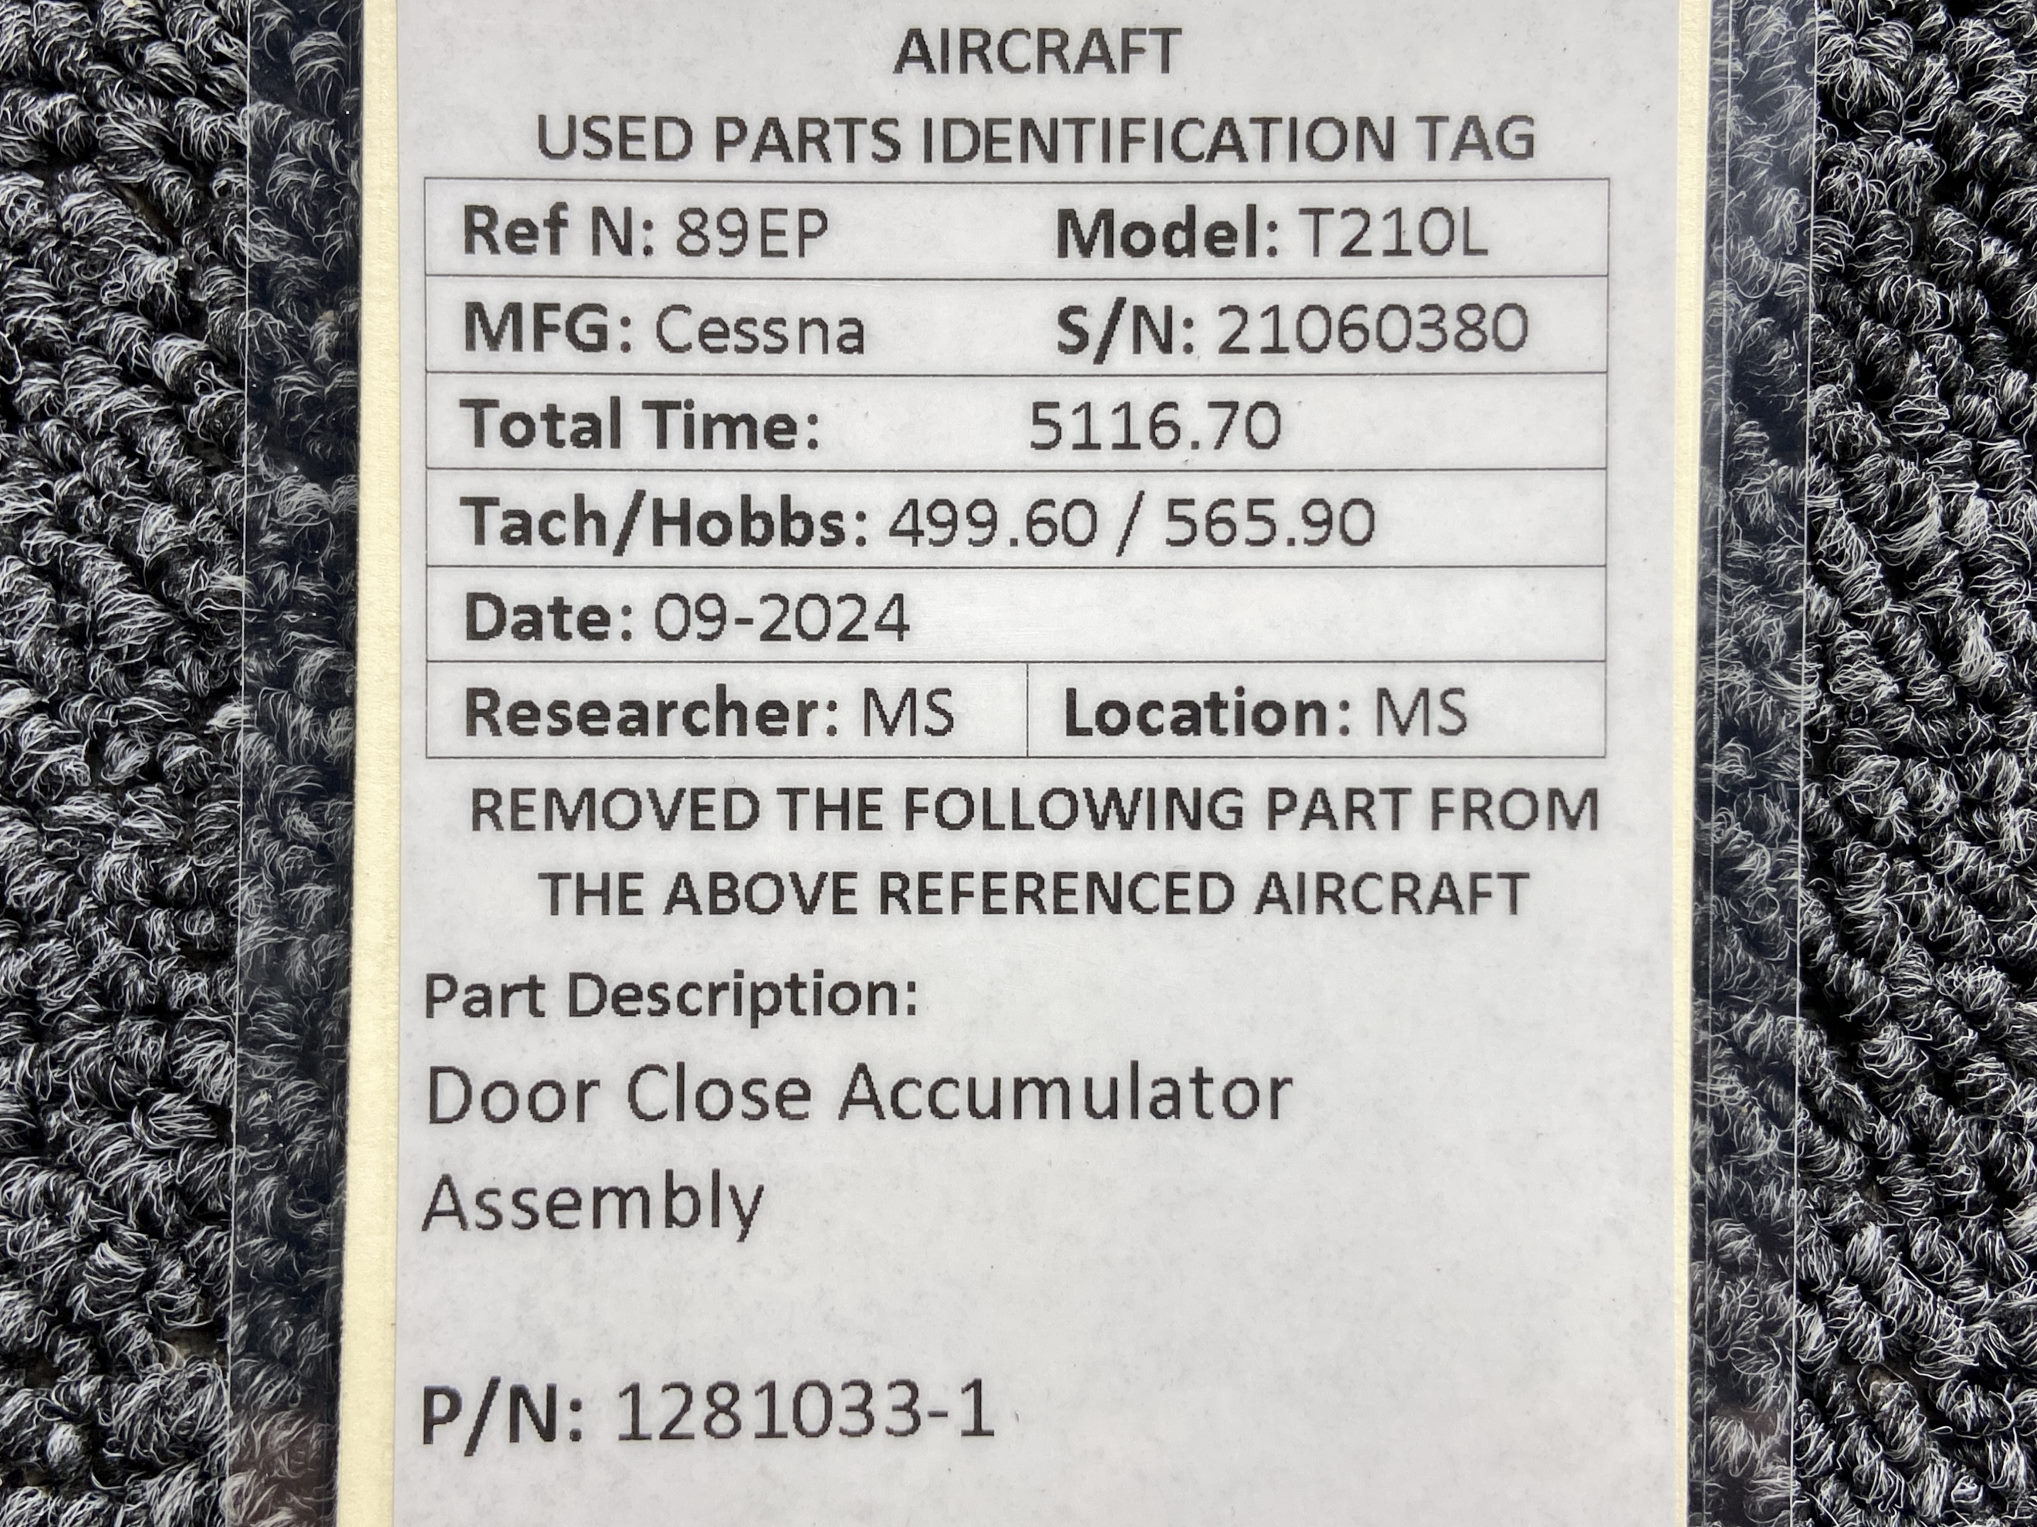 AIRCRAFT
USED PARTS IDENTIFICATION TAG
Ref N: 89EP Model: T210L
MFG: Cessna S/N: 21060380
Total Time: 5116.70
Tach/Hobbs: 499.60 / 565.90
Date: 09-2024
Researcher: MS Location: MS
REMOVED THE FOLLOWING PART FROM
THE ABOVE REFERENCED AIRCRAFT
Part Description:
Door Close Accumulator
Assembly
P/N: 1281033-1